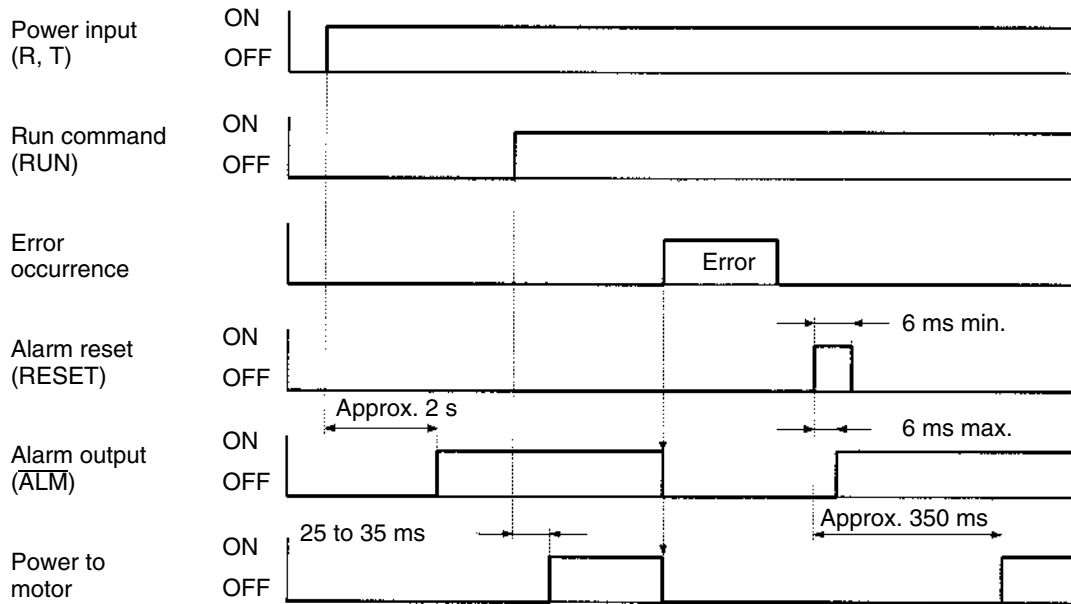 Power input
(R, T)
ON
OFF
Run command
(RUN)
ON
OFF
Error
occurrence
Error
6 ms min.
Alarm reset
(RESET)
ON
OFF
Approx. 2 s
6 ms max.
Alarm output
(ALM)
ON
OFF
25 to 35 ms
Approx. 350 ms
Power to
motor
ON
OFF